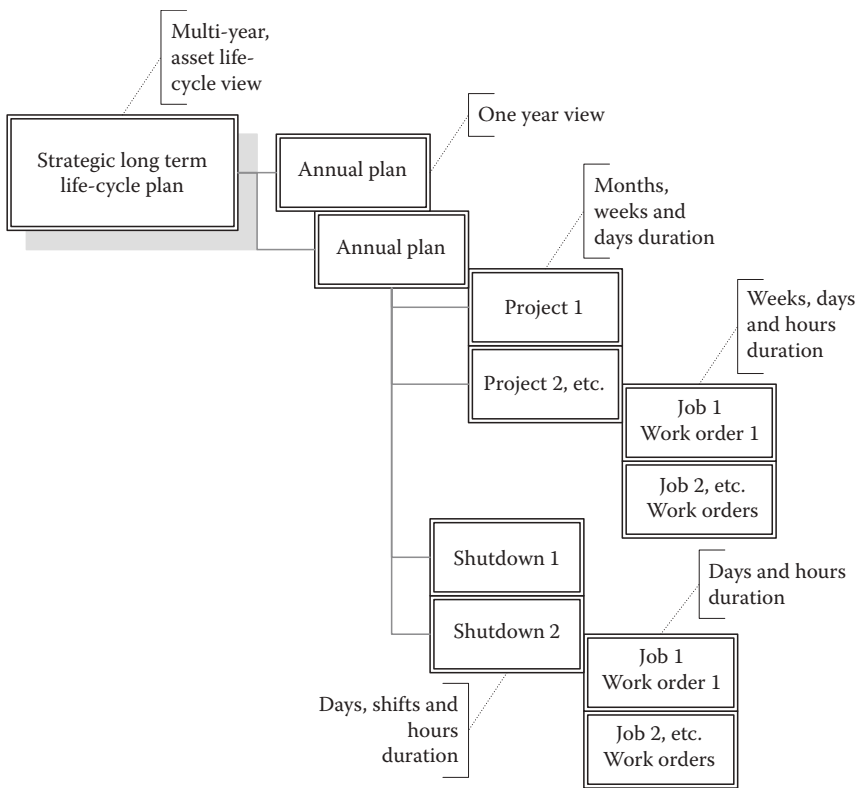 Multi-year,
asset life-
cycle view
One year view
Strategic long term
life-cycle plan
Annual plan
Months,
weeks and
days duration
Annual plan
Weeks, days
and hours
duration
Project 1
Project 2, etc.
Job 1
Work order 1
Job 2, etc.
Work orders
Shutdown 1
Days and hours
duration
Shutdown 2
Job 1
Work order 1
Days, shifts and
hours
duration
Job 2, etc.
Work orders